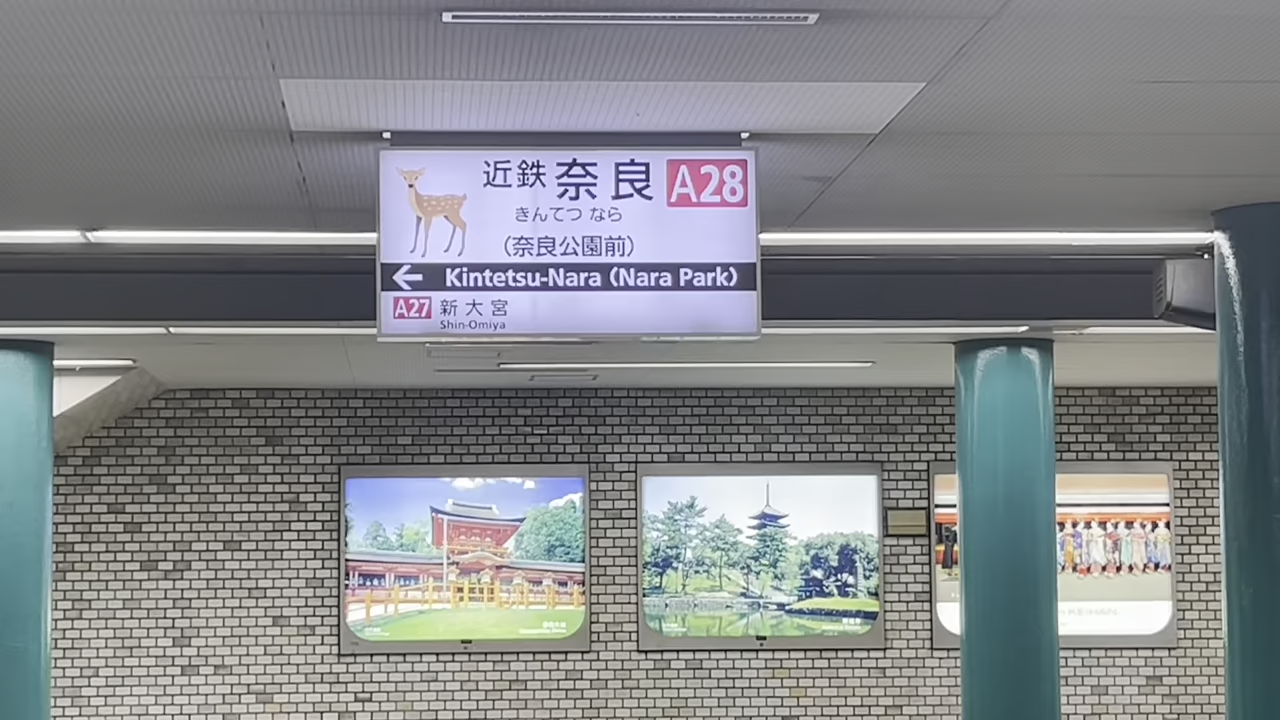 近鉄奈良 A28
きんてつ なら
(奈良公園前)
← Kintetsu-Nara (Nara Park)
A27 新大宮
Shin-Omiya